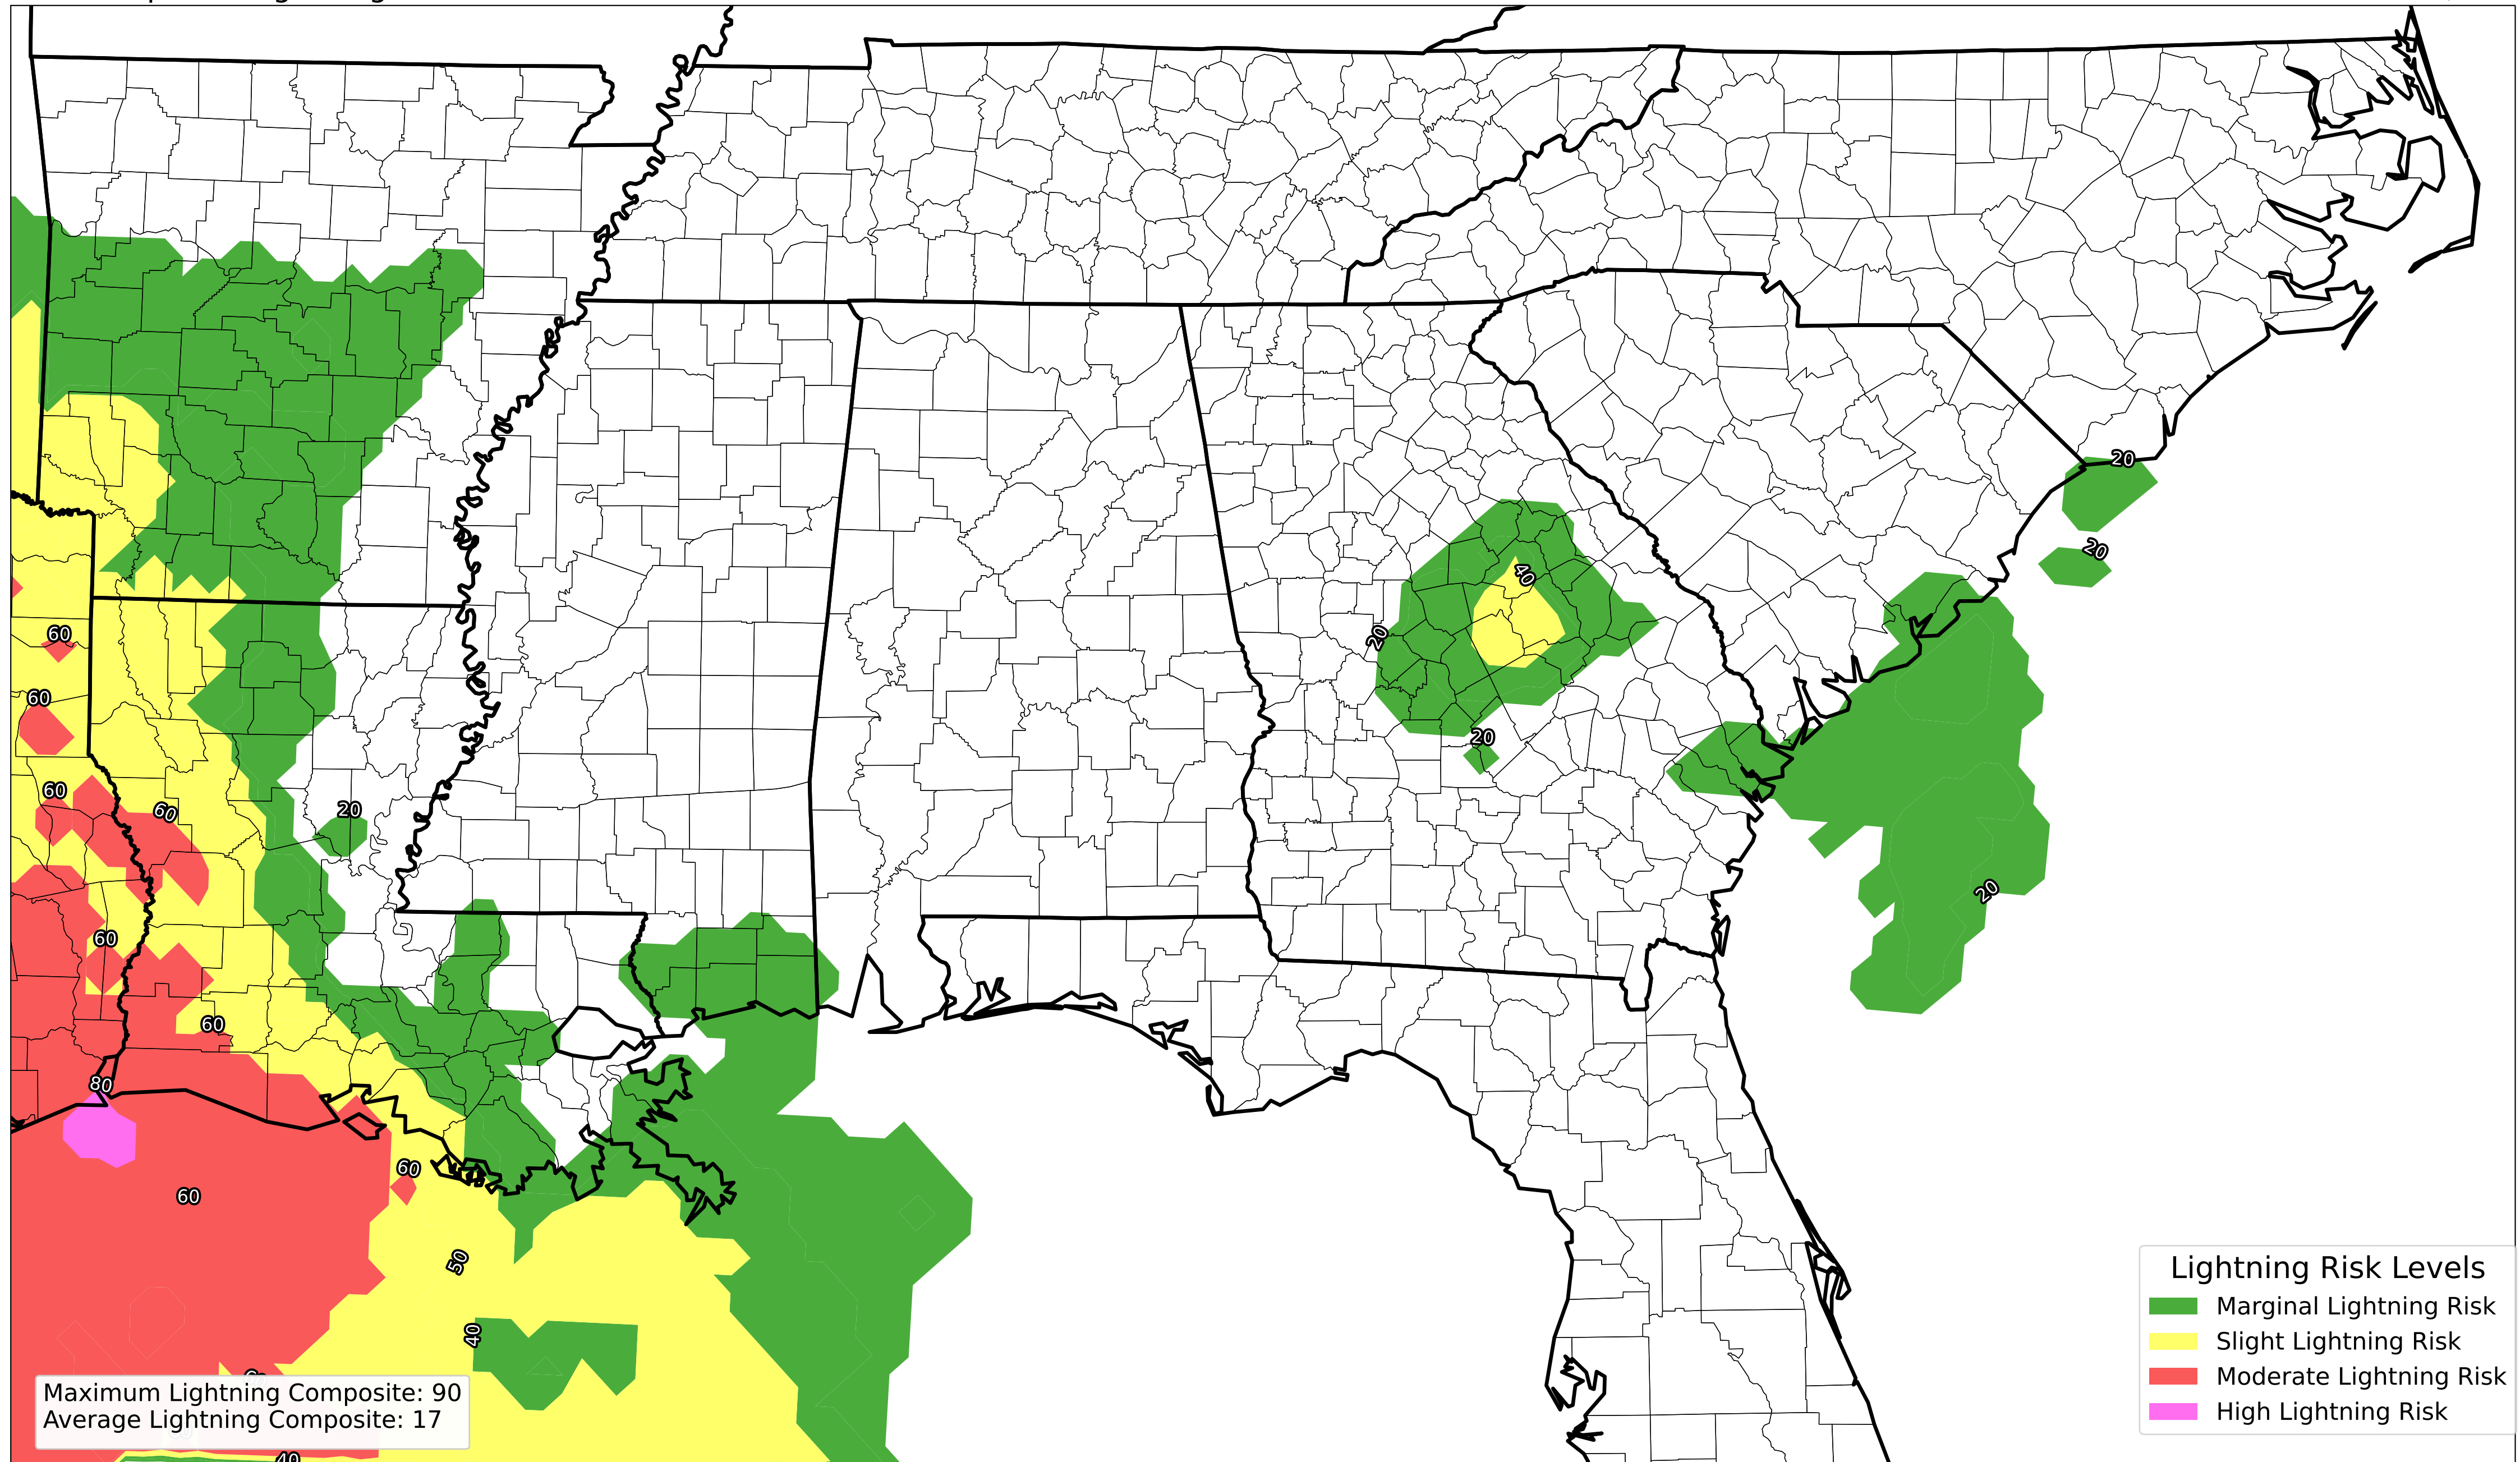 20
20
40
20
60
60
20
60
60
20
20
60
60
80
60
60
50
40
Lightning Risk Levels
Marginal Lightning Risk
Slight Lightning Risk
Moderate Lightning Risk
High Lightning Risk
Maximum Lightning Composite: 90
Average Lightning Composite: 17
40